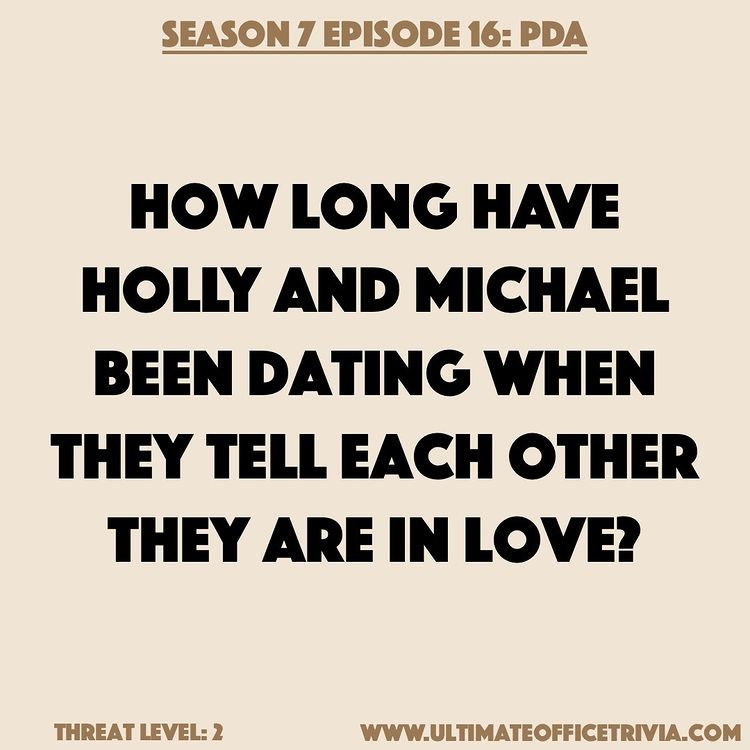 SEASON 7 EPISODE 16: PDA
HOW LONG HAVE
HOLLY AND MICHAEL
BEEN DATING WHEN
THEY TELL EACH OTHER
THEY ARE IN LOVE?
THREAT LEVEL: 2
WWW.ULTIMATEOFFICETRIVIA.COM